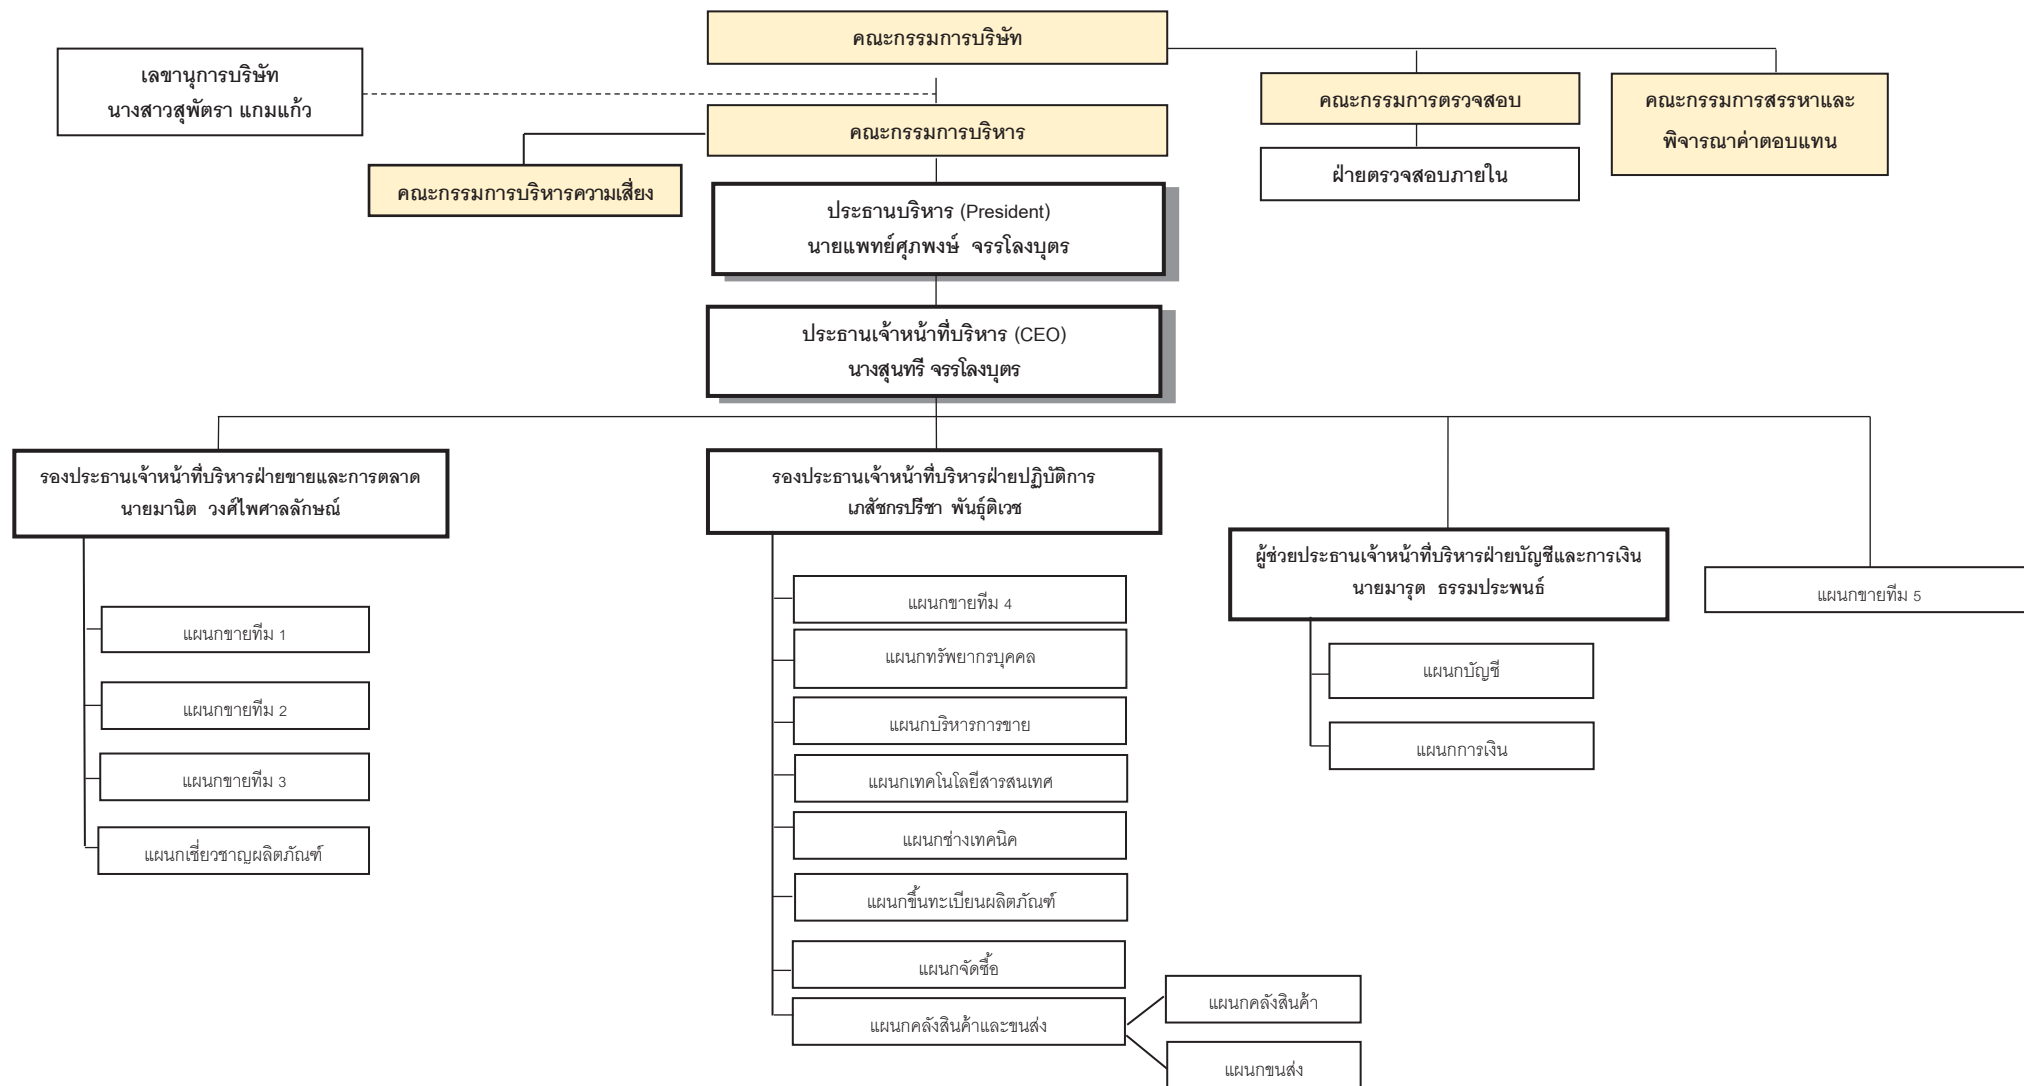 คณะกรรมการบริษัท
เลขานุการบริษัท
นางสาวสุพัตรา แกมแก้ว
คณะกรรมการตรวจสอบ
คณะกรรมการสรรหาและ
พิจารณาค่าตอบแทน
คณะกรรมการบริหาร
ฝ่ายตรวจสอบภายใน
คณะกรรมการบริหารความเสี่ยง
ประธานบริหาร (President)
นายแพทย์ศุภพงษ์ จรรโลงบุตร
ประธานเจ้าหน้าที่บริหาร (CEO)
นางสุนทรี จรรโลงบุตร
รองประธานเจ้าหน้าที่บริหารฝ่ายขายและการตลาด
นายมานิต วงศ์ไพศาลลักษณ์
แผนกขายทีม 1
แผนกขายทีม 2
แผนกขายทีม 3
แผนกเชี่ยวชาญผลิตภัณฑ์
รองประธานเจ้าหน้าที่บริหารฝ่ายปฏิบัติการ
เภสัชกรปรีชา พันธุ์ติเวช
แผนกขายทีม 4
แผนกทรัพยากรบุคคล
แผนกบริหารการขาย
แผนกเทคโนโลยีสารสนเทศ
แผนกช่างเทคนิค
แผนกขึ้นทะเบียนผลิตภัณฑ์
แผนกจัดซื้อ
แผนกคลังสินค้าและขนส่ง
แผนกคลังสินค้า
แผนกขนส่ง
ผู้ช่วยประธานเจ้าหน้าที่บริหารฝ่ายบัญชีและการเงิน
นายมารุต ธรรมประพนธ์
แผนกบัญชี
แผนกการเงิน
แผนกขายทีม 5